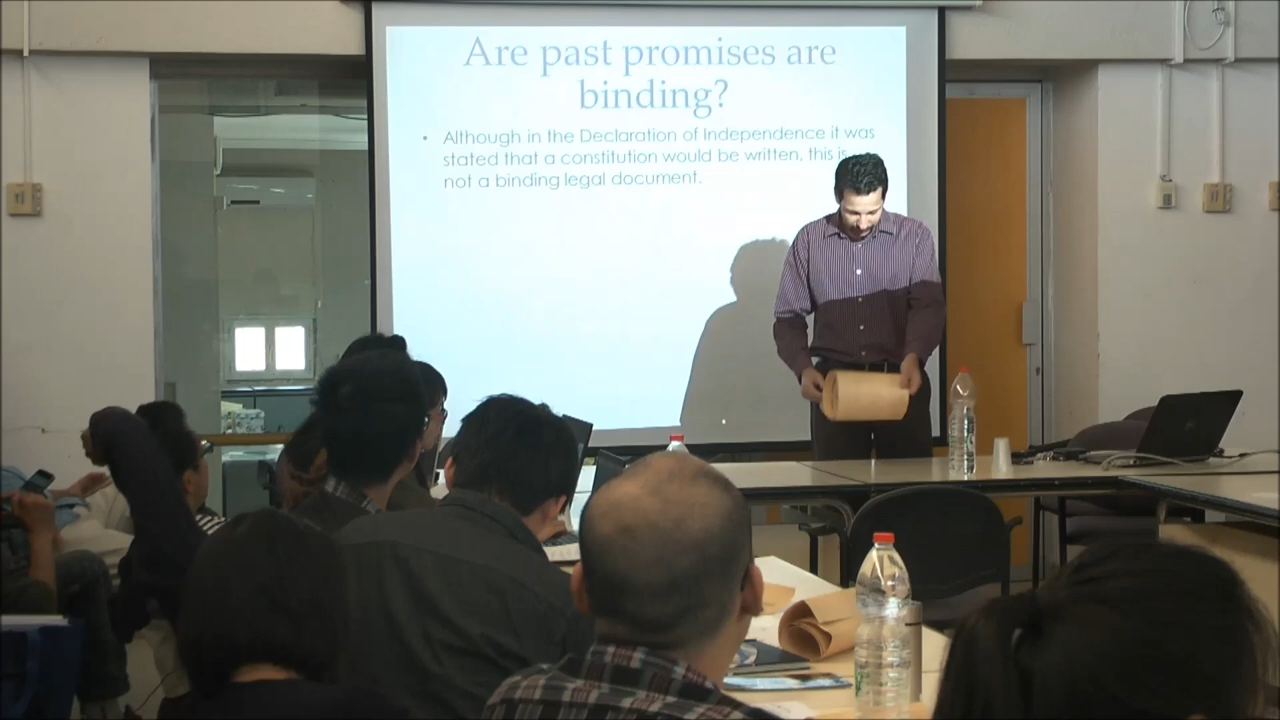 Are past promises are
binding?
• Although in the Declaration of Independence it was
stated that a constitution would be written, this is
not a binding legal document.